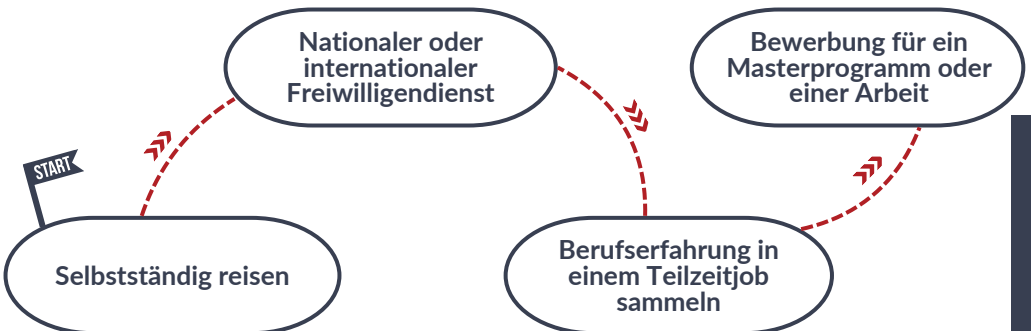 START
Selbstständig reisen
Nationaler oder
internationaler
Freiwilligendienst
Berufserfahrung in
einem Teilzeitjob
sammeln
Bewerbung für ein
Masterprogramm oder
einer Arbeit